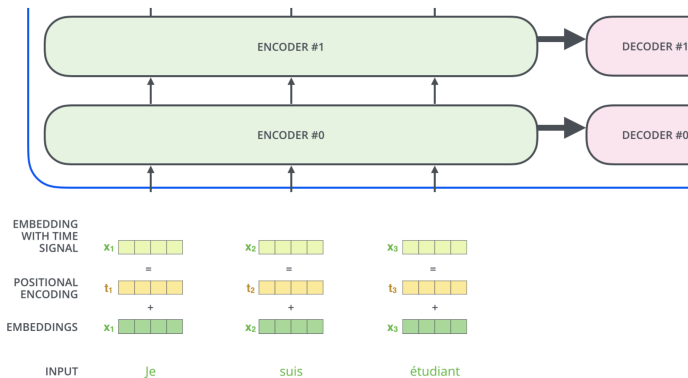 ENCODER #1
DECODER #1
ENCODER #0
DECODER #0
EMBEDDING
WITH TIME
SIGNAL
x₁ x₂ x₃
= = =
POSITIONAL
ENCODING
t₁ t₂ t₃
+ + +
EMBEDDINGS x₁ x₂ x₃
INPUT Je suis étudiant